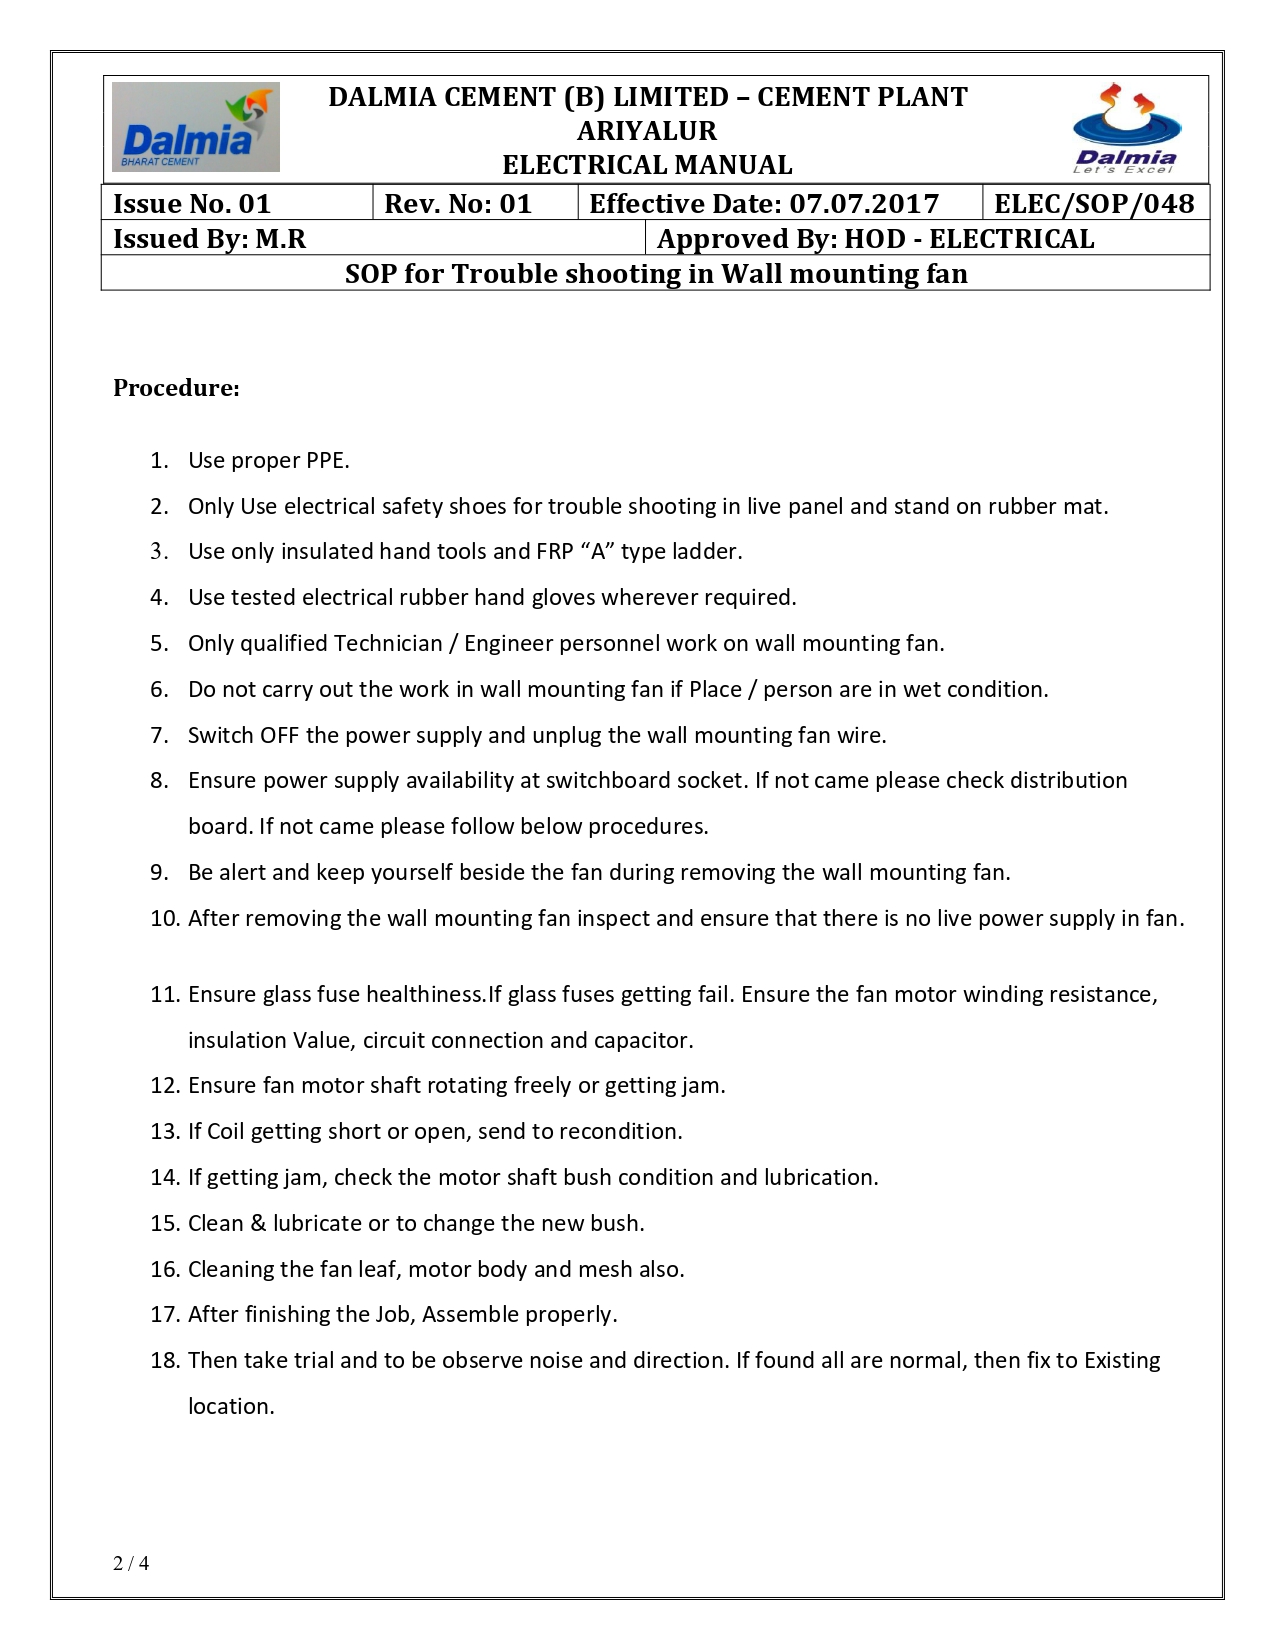 Dalmia
BHARAT CEMENT
DALMIA CEMENT (B) LIMITED – CEMENT PLANT
ARIYALUR
ELECTRICAL MANUAL
Dalmia
Let's Excel
Issue No. 01 Rev. No: 01 Effective Date: 07.07.2017 ELEC/SOP/048
Issued By: M.R Approved By: HOD - ELECTRICAL
SOP for Trouble shooting in Wall mounting fan
Procedure:
1. Use proper PPE.
2. Only Use electrical safety shoes for trouble shooting in live panel and stand on rubber mat.
3. Use only insulated hand tools and FRP “A” type ladder.
4. Use tested electrical rubber hand gloves wherever required.
5. Only qualified Technician / Engineer personnel work on wall mounting fan.
6. Do not carry out the work in wall mounting fan if Place / person are in wet condition.
7. Switch OFF the power supply and unplug the wall mounting fan wire.
8. Ensure power supply availability at switchboard socket. If not came please check distribution
board. If not came please follow below procedures.
9. Be alert and keep yourself beside the fan during removing the wall mounting fan.
10. After removing the wall mounting fan inspect and ensure that there is no live power supply in fan.
11. Ensure glass fuse healthiness.If glass fuses getting fail. Ensure the fan motor winding resistance,
insulation Value, circuit connection and capacitor.
12. Ensure fan motor shaft rotating freely or getting jam.
13. If Coil getting short or open, send to recondition.
14. If getting jam, check the motor shaft bush condition and lubrication.
15. Clean & lubricate or to change the new bush.
16. Cleaning the fan leaf, motor body and mesh also.
17. After finishing the Job, Assemble properly.
18. Then take trial and to be observe noise and direction. If found all are normal, then fix to Existing
location.
2 / 4